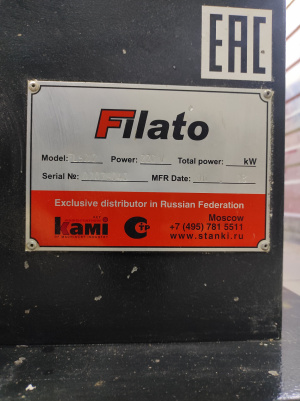 EAC
Filato
Model: Power: Total power: kW
Serial №: MFR Date:
Exclusive distributor in Russian Federation
Moscow
Kami
+7 (495) 781 5511
www.stanki.ru